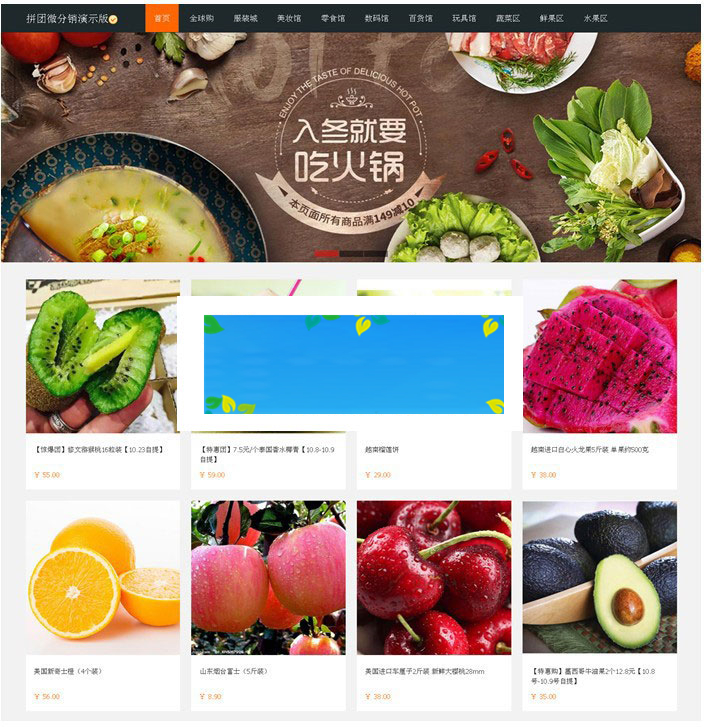 拼团微分销演示版
首页 全球购 服装城 美妆馆 零食馆 数码馆 百货馆 玩具馆 蔬菜区 鲜果区 水果区
ENJOY THE TASTE OF DELICIOUS HOT POT
入冬就要
吃火锅
本页面所有商品满149减10
【惊爆团】修文猕猴桃16粒装【10.23自提】
¥ 55.00
【特惠团】7.5元/个泰国香水椰青【10.8-10.9
自提】
¥ 59.00
越南榴莲饼
¥ 29.00
越南进口白心火龙果5斤装 单果约500克
¥ 38.00
美国新奇士橙（4个装）
¥ 56.00
山东烟台富士（5斤装）
¥ 8.90
美国进口车厘子2斤装 新鲜大樱桃28mm
¥ 38.00
【特惠购】墨西哥牛油果2个12.8元【10.8
号-10.9号自提】
¥ 35.00